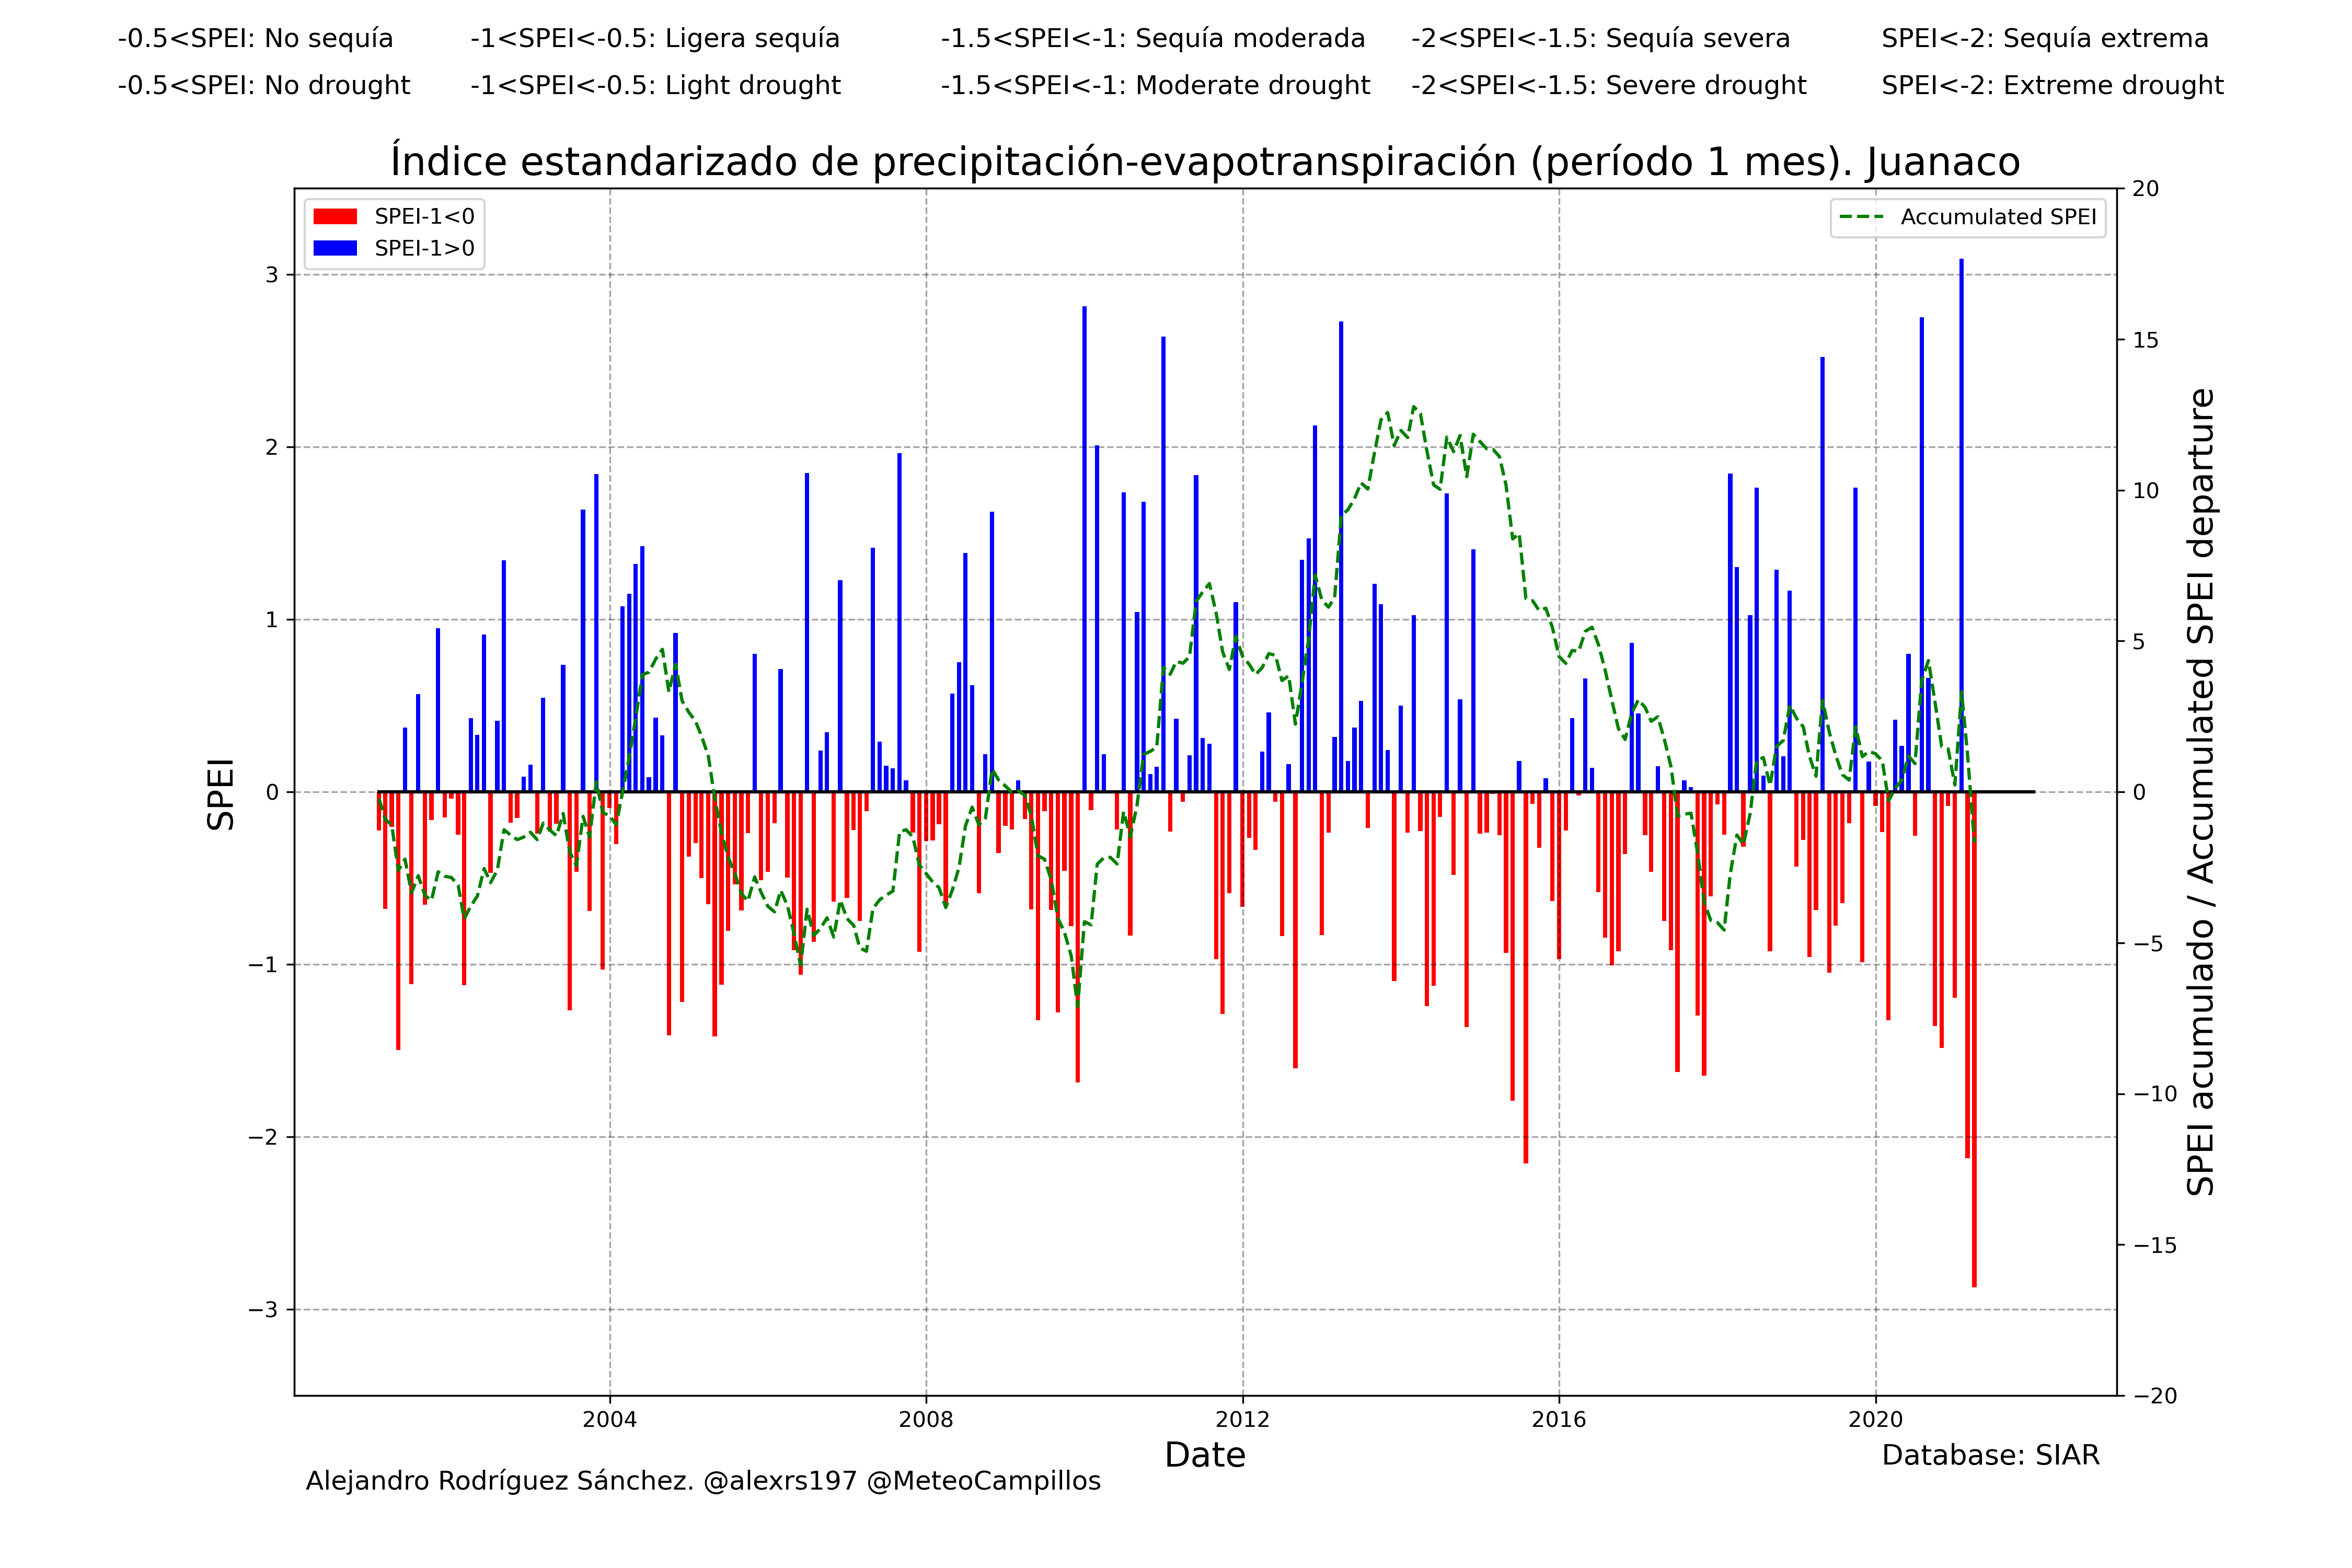 -0.5<SPEI: No sequía -1<SPEI<-0.5: Ligera sequía -1.5<SPEI<-1: Sequía moderada -2<SPEI<-1.5: Sequía severa SPEI<-2: Sequía extrema
-0.5<SPEI: No drought -1<SPEI<-0.5: Light drought -1.5<SPEI<-1: Moderate drought -2<SPEI<-1.5: Severe drought SPEI<-2: Extreme drought
Índice estandarizado de precipitación-evapotranspiración (período 1 mes). Juanaco
SPEI-1<0
SPEI-1>0
Accumulated SPEI
SPEI
3
2
1
0
−1
−2
−3
20
15
10
5
0
−5
−10
−15
−20
SPEI acumulado / Accumulated SPEI departure
2004 2008 2012 2016 2020
Date
Database: SIAR
Alejandro Rodríguez Sánchez. @alexrs197 @MeteoCampillos